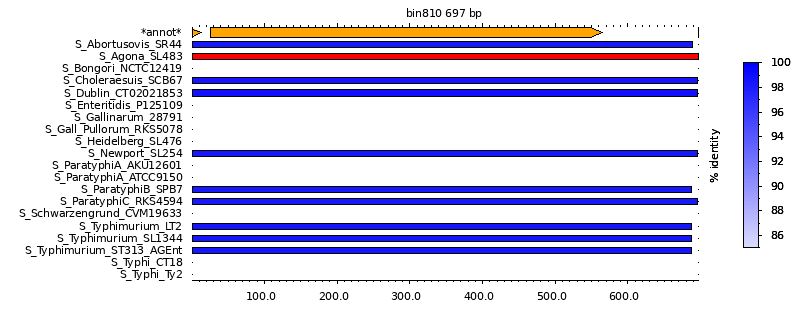 bin810 697 bp
*annot*
S_Abortusovis_SR44
S_Agona_SL483
S_Bongori_NCTC12419
S_Choleraesuis_SCB67
S_Dublin_CT02021853
S_Enteritidis_P125109
S_Gallinarum_28791
S_Gall_Pullorum_RKS5078
S_Heidelberg_SL476
S_Newport_SL254
S_ParatyphiA_AKU12601
S_ParatyphiA_ATCC9150
S_ParatyphiB_SPB7
S_ParatyphiC_RKS4594
S_Schwarzengrund_CVM19633
S_Typhimurium_LT2
S_Typhimurium_SL1344
S_Typhimurium_ST313_AGEnt
S_Typhi_CT18
S_Typhi_Ty2
100.0 200.0 300.0 400.0 500.0 600.0
% identity
100
98
96
94
92
90
88
86